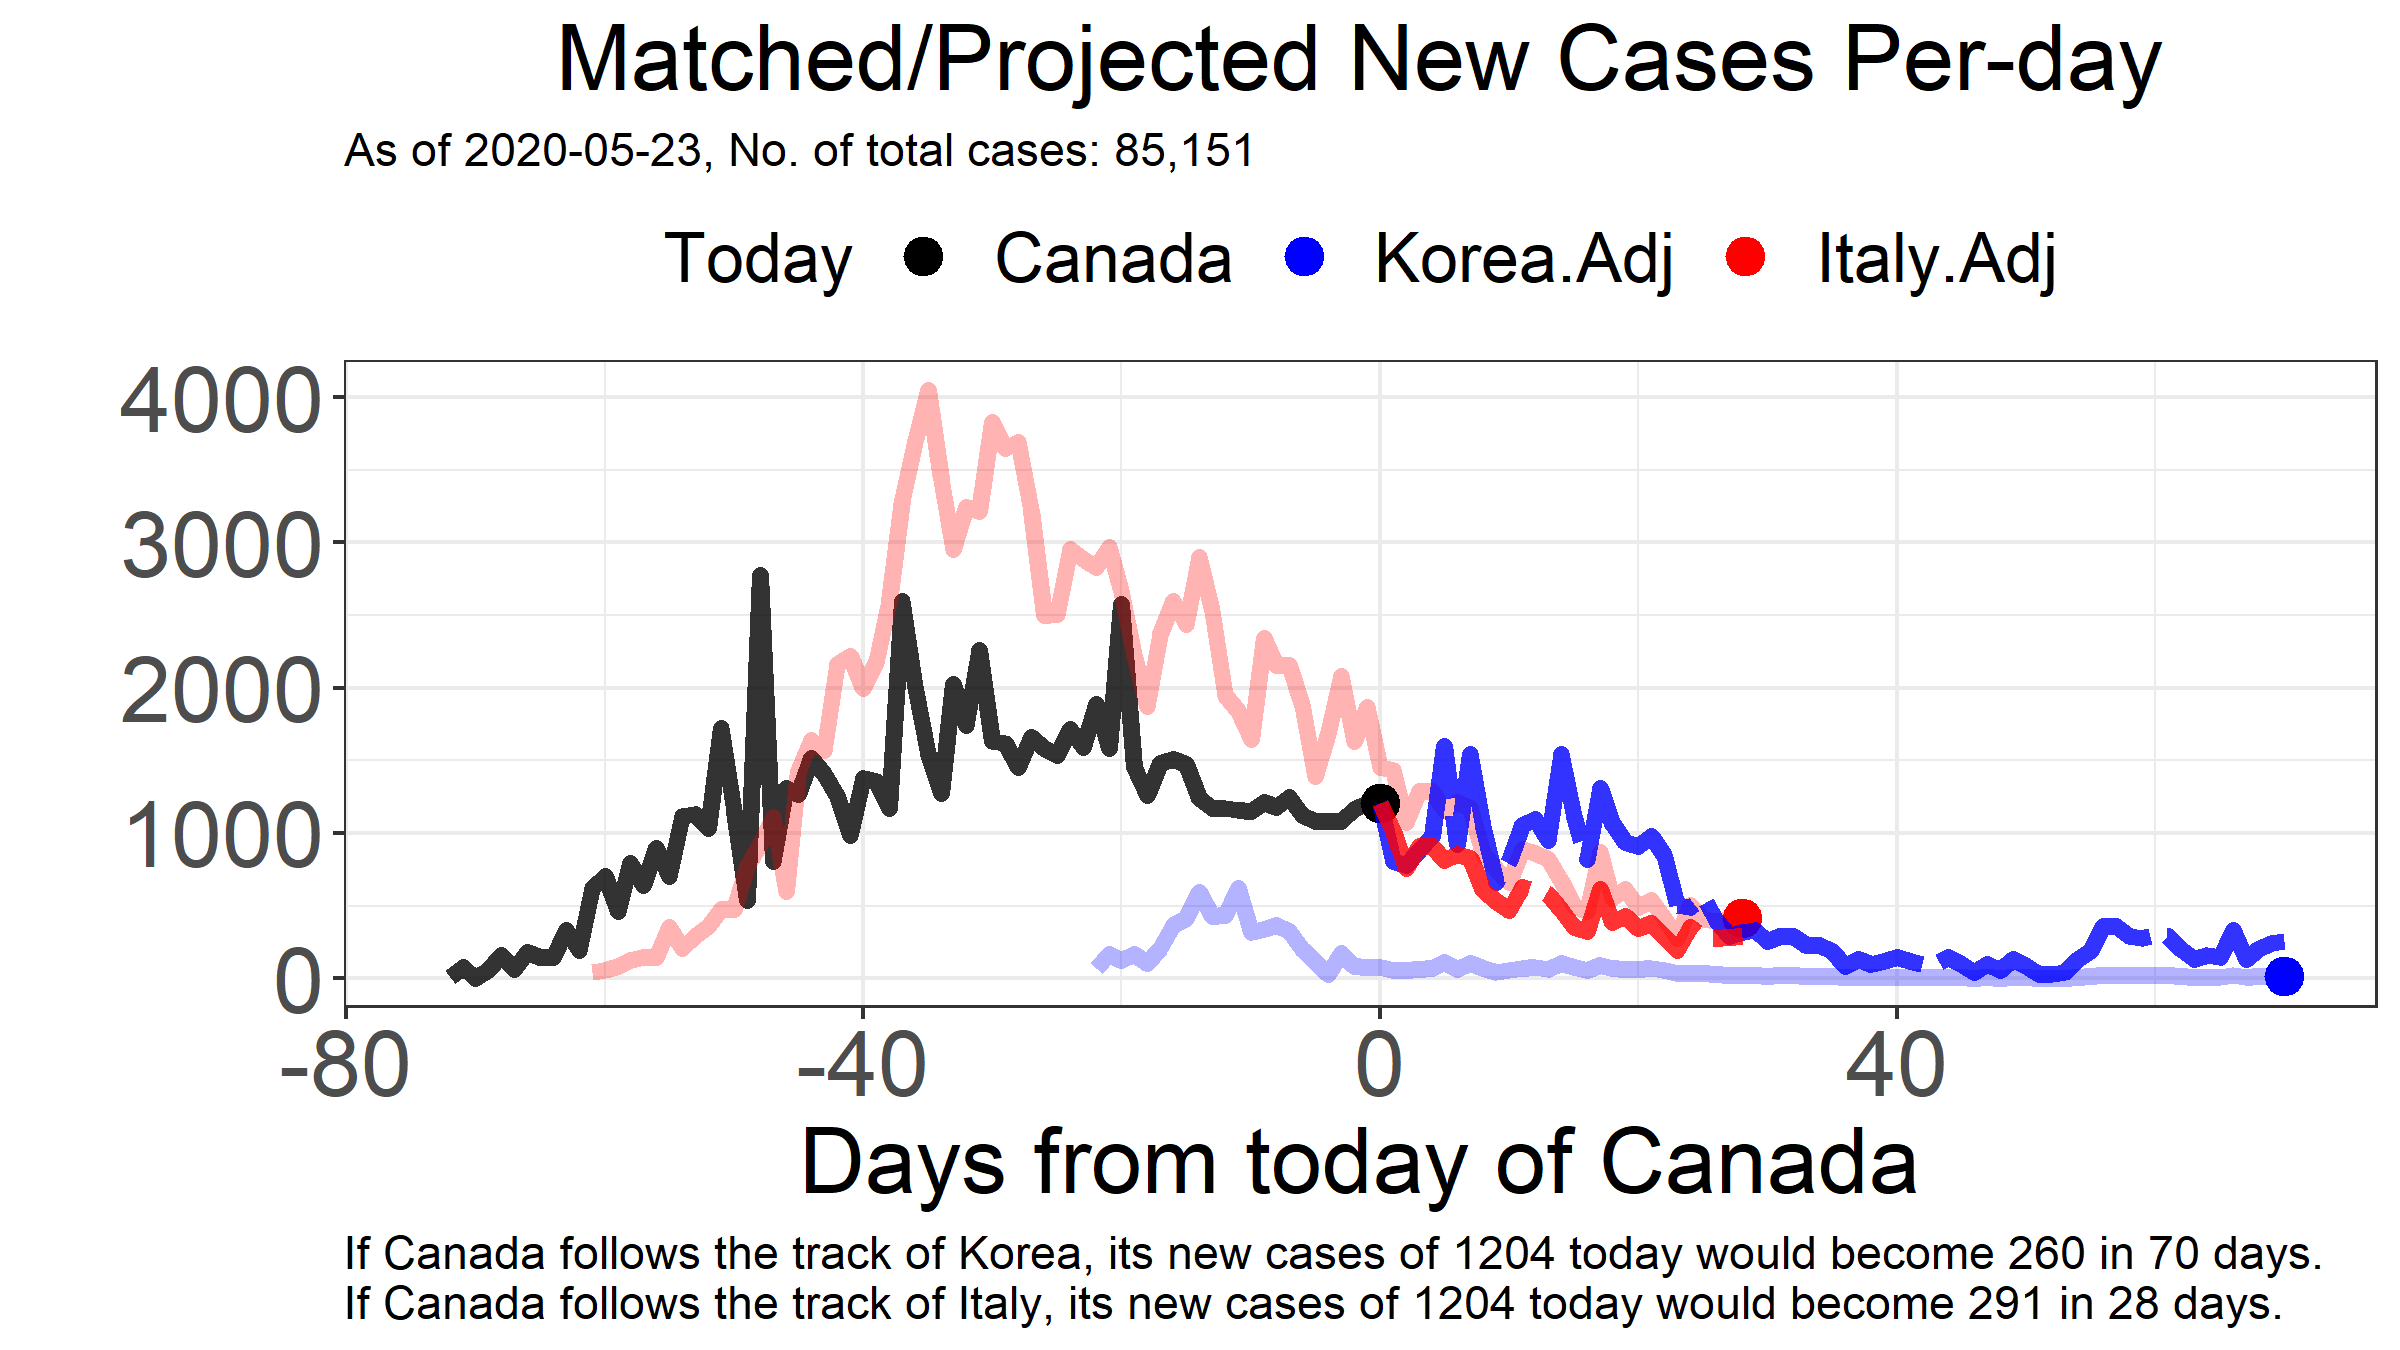 Matched/Projected New Cases Per-day
As of 2020-05-23, No. of total cases: 85,151
Today Canada Korea.Adj Italy.Adj
4000
3000
2000
1000
0
-80 -40 0 40
Days from today of Canada
If Canada follows the track of Korea, its new cases of 1204 today would become 260 in 70 days.
If Canada follows the track of Italy, its new cases of 1204 today would become 291 in 28 days.